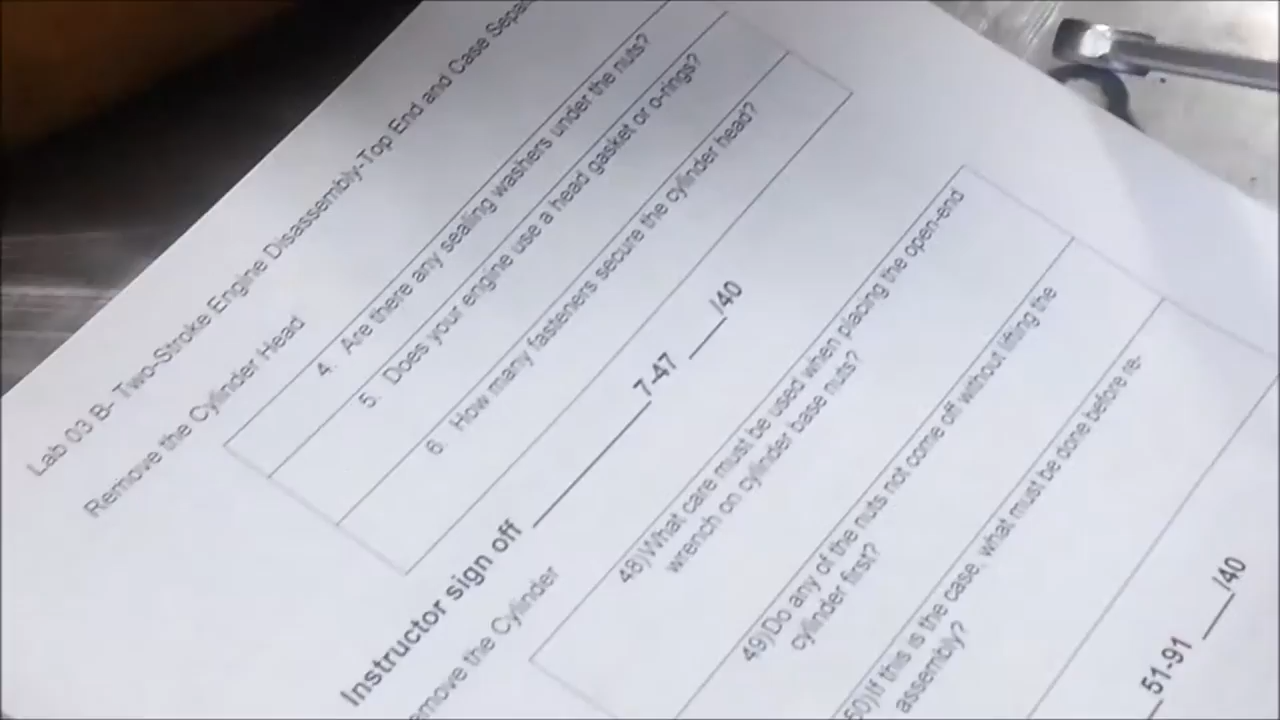 Lab 03 B- Two-Stroke Engine Disassembly-Top End and Case
Remove the Cylinder Head
4. Are there any sealing washers under the nuts?
5. Does your engine use a head gasket or o-rings?
6. How many fasteners secure the cylinder head?
Instructor sign off ________ 7-47 ____/40
emove the Cylinder
48)What care must be used when placing the open-end
wrench on cylinder base nuts?
49)Do any of the nuts not come off without lifting the
cylinder first?
50)If this is the case, what must be done before re-
assembly?
51-91 ____/40